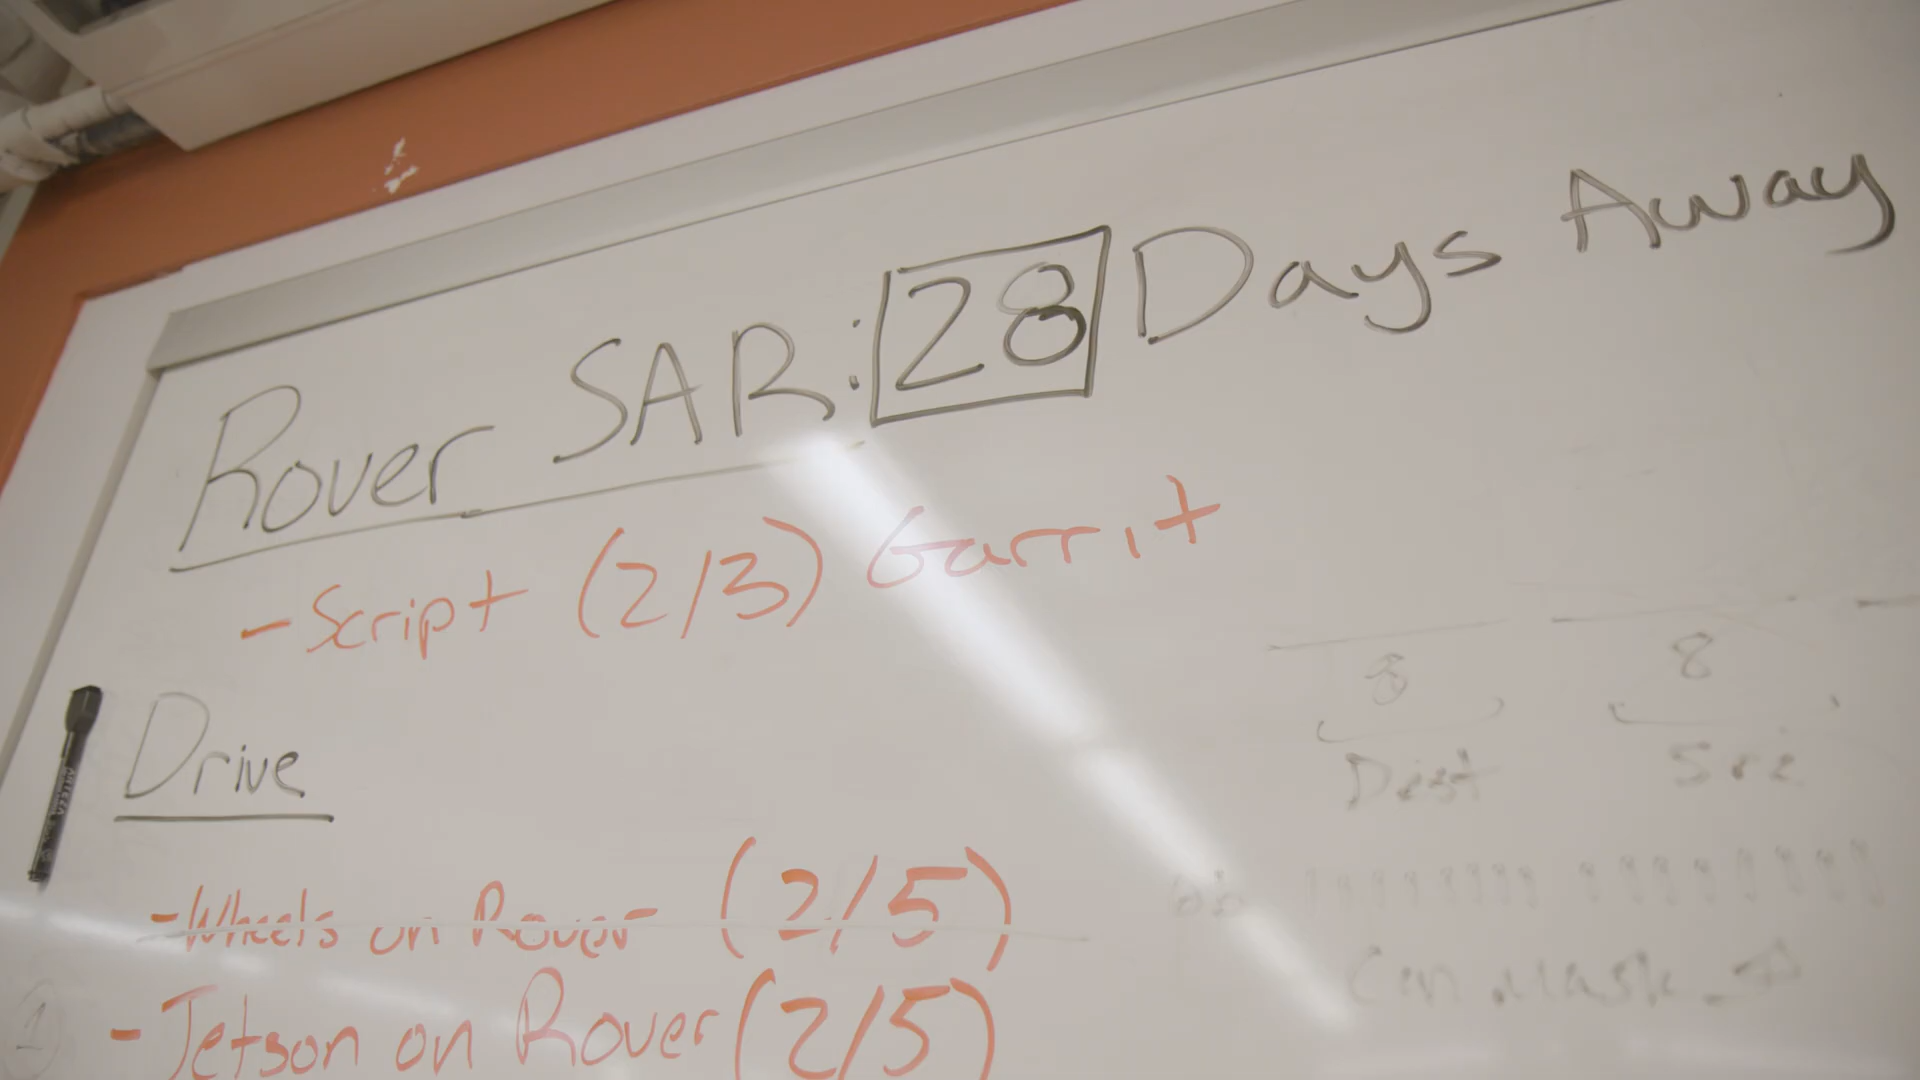 Rover SAR: 28 Days Away
- Script (2/3) Garrit
Drive
- Wheels on Rover (2/5)
- Jetson on Rover (2/5)
8 8
Dest Src
ARTEZA